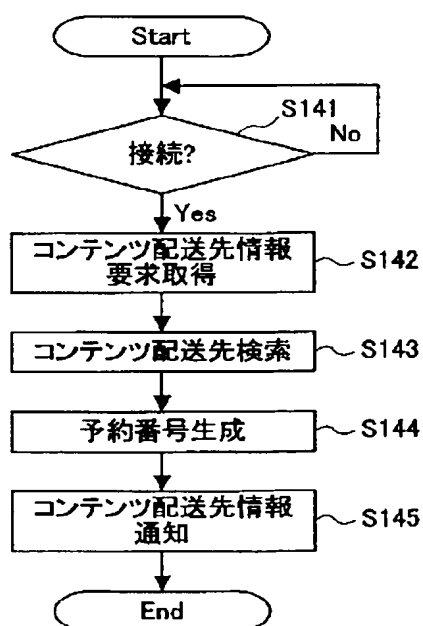 Start
S141
No
接続?
Yes
コンテンツ配送先情報
要求取得
S142
コンテンツ配送先検索
S143
予約番号生成
S144
コンテンツ配送先情報
通知
S145
End